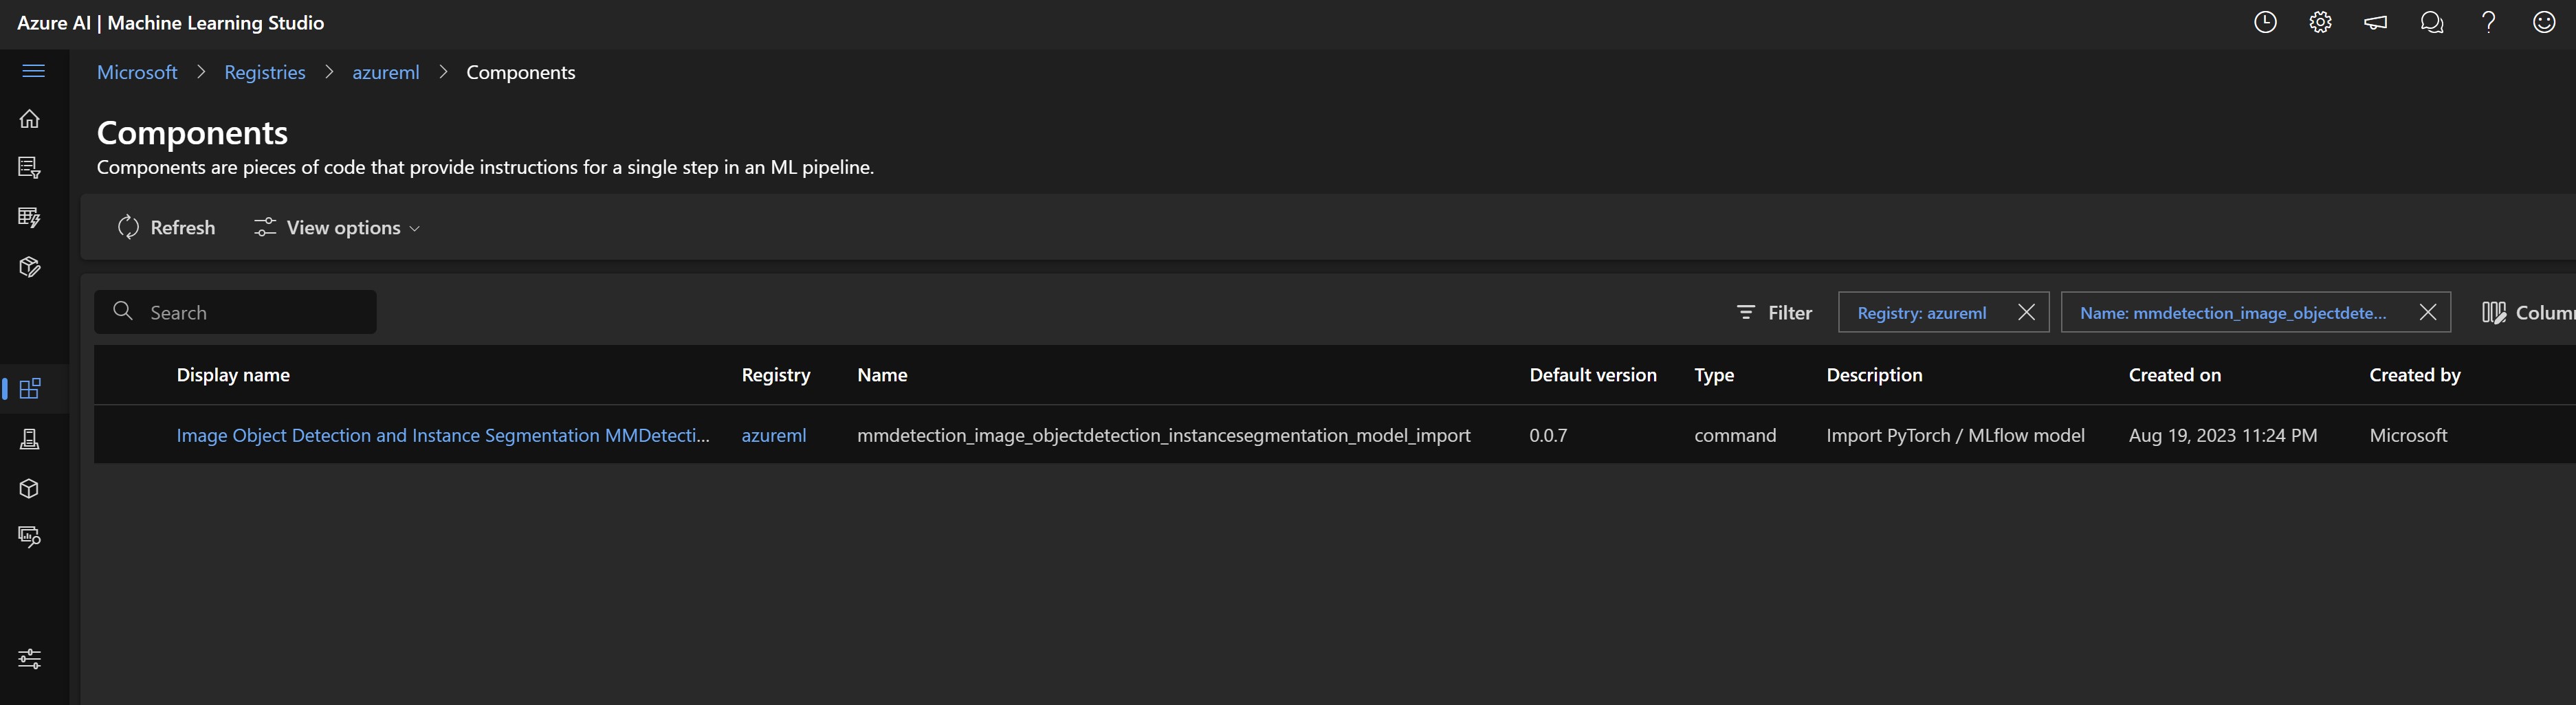 Azure AI | Machine Learning Studio
Microsoft > Registries > azureml > Components
Components
Components are pieces of code that provide instructions for a single step in an ML pipeline.
Refresh View options
Search Filter Registry: azureml Name: mmdetection_image_objectdete... Colum
Display name Registry Name Default version Type Description Created on Created by
Image Object Detection and Instance Segmentation MMDetecti... azureml mmdetection_image_objectdetection_instancesegmentation_model_import 0.0.7 command Import PyTorch / MLflow model Aug 19, 2023 11:24 PM Microsoft